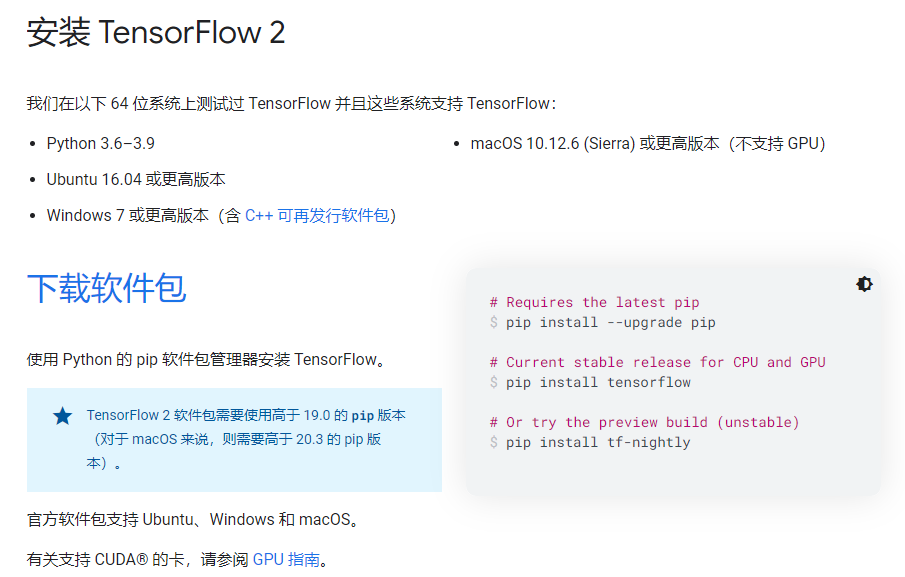 安装 TensorFlow 2
我们在以下 64 位系统上测试过 TensorFlow 并且这些系统支持 TensorFlow：
• Python 3.6–3.9
• Ubuntu 16.04 或更高版本
• Windows 7 或更高版本（含 C++ 可再发行软件包）
• macOS 10.12.6 (Sierra) 或更高版本（不支持 GPU）
下载软件包
使用 Python 的 pip 软件包管理器安装 TensorFlow。
TensorFlow 2 软件包需要使用高于 19.0 的 pip 版本
（对于 macOS 来说，则需要高于 20.3 的 pip 版
本）。
官方软件包支持 Ubuntu、Windows 和 macOS。
有关支持 CUDA® 的卡，请参阅 GPU 指南。
# Requires the latest pip
$ pip install --upgrade pip
# Current stable release for CPU and GPU
$ pip install tensorflow
# Or try the preview build (unstable)
$ pip install tf-nightly